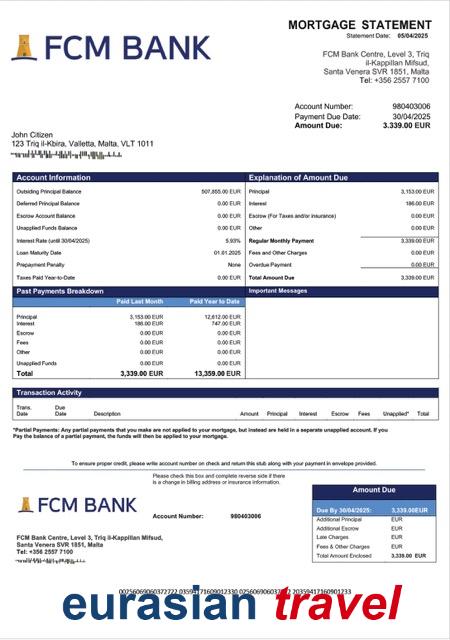 MORTGAGE STATEMENT
Statement Date: 05/04/2025
FCM BANK
FCM Bank Centre, Level 3, Triq
il-Kappillan Mifsud,
Santa Venera SVR 1851, Malta
Tel: +356 2557 7100
Account Number: 980403006
Payment Due Date: 30/04/2025
Amount Due: 3.339.00 EUR
John Citizen
123 Triq il-Kbira, Valletta, Malta, VLT 1011
Account Information
Outsiding Principal Balance 507,855.00 EUR
Deferred Principal Balance 0.00 EUR
Escrow Account Balance 0.00 EUR
Unapplied Funds Balance 0.00 EUR
Interest Rate (until 30/04/2025) 5.93%
Loan Maturity Date 01.01.2025
Prepayment Penalty None
Taxes Paid Year-to-Date 0.00 EUR
Explanation of Amount Due
Principal 3,153.00 EUR
Interest 186.00 EUR
Escrow (For Taxes and/or insurance) 0.00 EUR
Other 0.00 EUR
Regular Monthly Payment 3,339.00 EUR
Fees and Other Charges 0.00 EUR
Overdue Payment 0.00 EUR
Total Amount Due 3,339.00 EUR
Past Payments Breakdown
Paid Last Month Paid Year to Date
Principal 3,153.00 EUR 12,612.00 EUR
Interest 186.00 EUR 747.00 EUR
Escrow 0.00 EUR 0.00 EUR
Fees 0.00 EUR 0.00 EUR
Other 0.00 EUR 0.00 EUR
Unapplied Funds 0.00 EUR 0.00 EUR
Total 3,339.00 EUR 13,359.00 EUR
Important Messages
Transaction Activity
Trans. Date Due Date Description Amount Principal Interest Escrow Fees Unapplied* Total
*Partial Payments: Any partial payments that you make are not applied to your mortgage, but instead are held in a separate unapplied account. If you
Pay the balance of a partial payment, the funds will then be applied to your mortgage.
To ensure proper credit, please write account number on check and return this stub along with your payment in envelope provided.
Please check this box and complete reverse side if there
is a change in billing address or insurance information.
FCM BANK
Account Number: 980403006
FCM Bank Centre, Level 3, Triq il-Kappillan Mifsud,
Santa Venera SVR 1851, Malta
Tel: +356 2557 7100
Amount Due
Due By 30/04/2025: 3,339.00EUR
Additional Principal EUR
Additional Escrow EUR
Late Charges EUR
Fees & Other Charges EUR
Total Amount Enclosed 3,339.00 EUR
eurasian travel